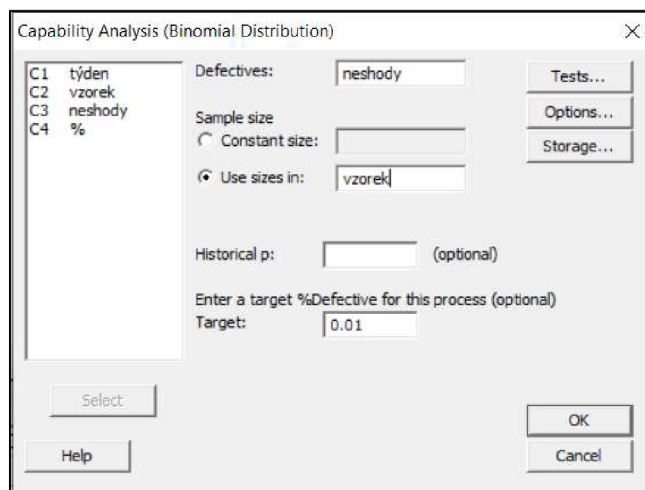 Capability Analysis (Binomial Distribution)
C1 týden
C2 vzorek
C3 neshody
C4 %
Defectives: neshody
Sample size
Constant size:
Use sizes in: vzorek
Historical p: (optional)
Enter a target %Defective for this process (optional)
Target: 0.01
Tests...
Options...
Storage...
Select
Help
OK
Cancel